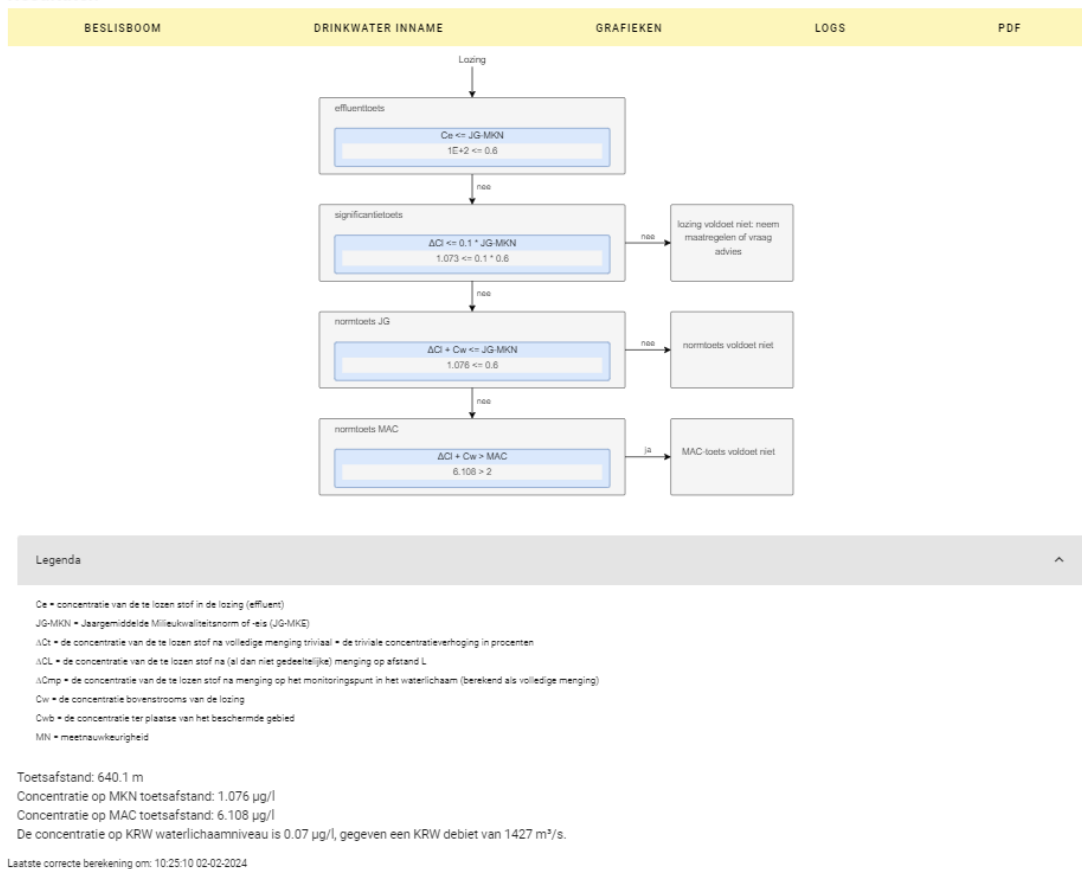 BESLISBOOM DRINKWATER INNAME GRAFIEKEN LOGS PDF
Lozing
effluenttoets
Ce <= JG-MKN
1E+2 <= 0.6
nee
significantietoets
ΔCl <= 0.1 * JG-MKN
1.073 <= 0.1 * 0.6
nee
lozing voldoet niet: neem
maatregelen of vraag
advies
nee
normtoets JG
ΔCl + Cw <= JG-MKN
1.076 <= 0.6
nee
normtoets voldoet niet
nee
normtoets MAC
ΔCl + Cw > MAC
6.108 > 2
ja
MAC-toets voldoet niet
Legenda
Ce = concentratie van de te lozen stof in de lozing (effluent)
JG-MKN = Jaargemiddelde Milieukwaliteitsnorm of -eis (JG-MKE)
ΔCt = de concentratie van de te lozen stof na volledige menging triviaal = de triviale concentratieverhoging in procenten
ΔCL = de concentratie van de te lozen stof na (al dan niet gedeeltelijke) menging op afstand L
ΔCmp = de concentratie van de te lozen stof na menging op het monitoringspunt in het waterlichaam (berekend als volledige menging)
Cw = de concentratie bovenstrooms van de lozing
Cwb = de concentratie ter plaatse van het beschermde gebied
MN = meetnauwkeurigheid
Toetsafstand: 640.1 m
Concentratie op MKN toetsafstand: 1.076 µg/l
Concentratie op MAC toetsafstand: 6.108 µg/l
De concentratie op KRW waterlichaamniveau is 0.07 µg/l, gegeven een KRW debiet van 1427 m³/s.
Laatste correcte berekening om: 10:25:10 02-02-2024